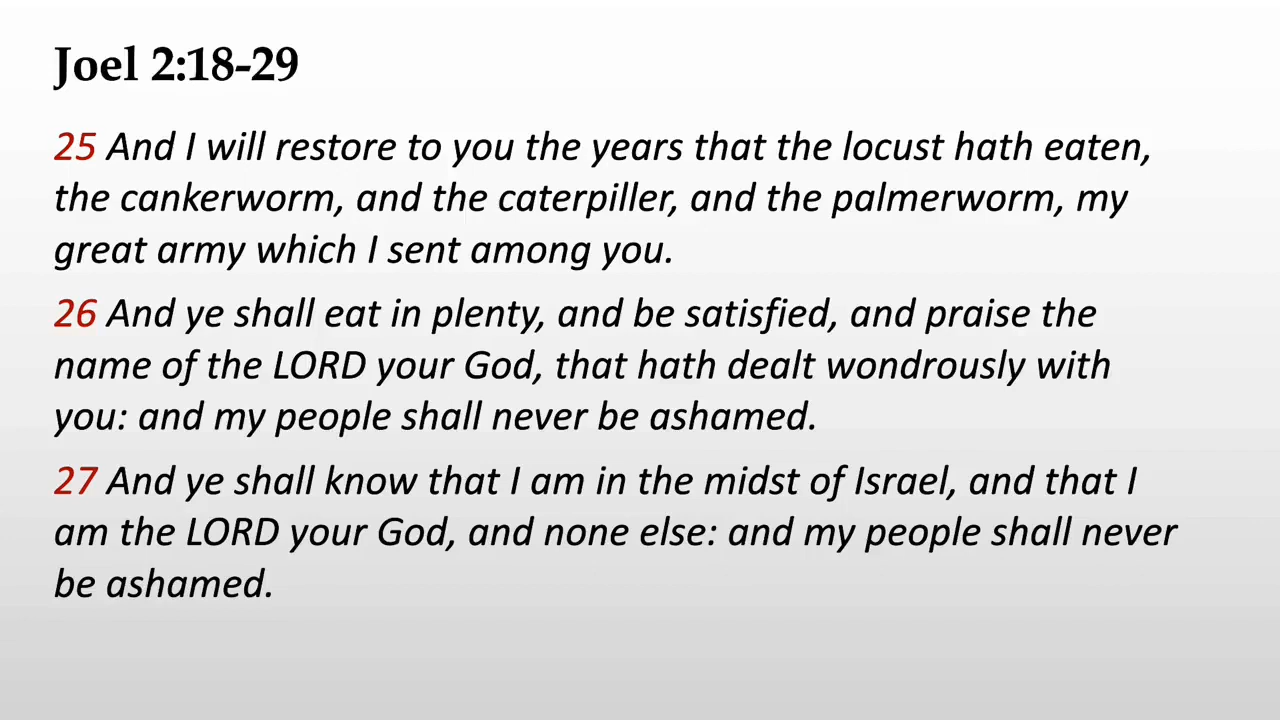 Joel 2:18-29
25 And I will restore to you the years that the locust hath eaten,
the cankerworm, and the caterpiller, and the palmerworm, my
great army which I sent among you.
26 And ye shall eat in plenty, and be satisfied, and praise the
name of the LORD your God, that hath dealt wondrously with
you: and my people shall never be ashamed.
27 And ye shall know that I am in the midst of Israel, and that I
am the LORD your God, and none else: and my people shall never
be ashamed.